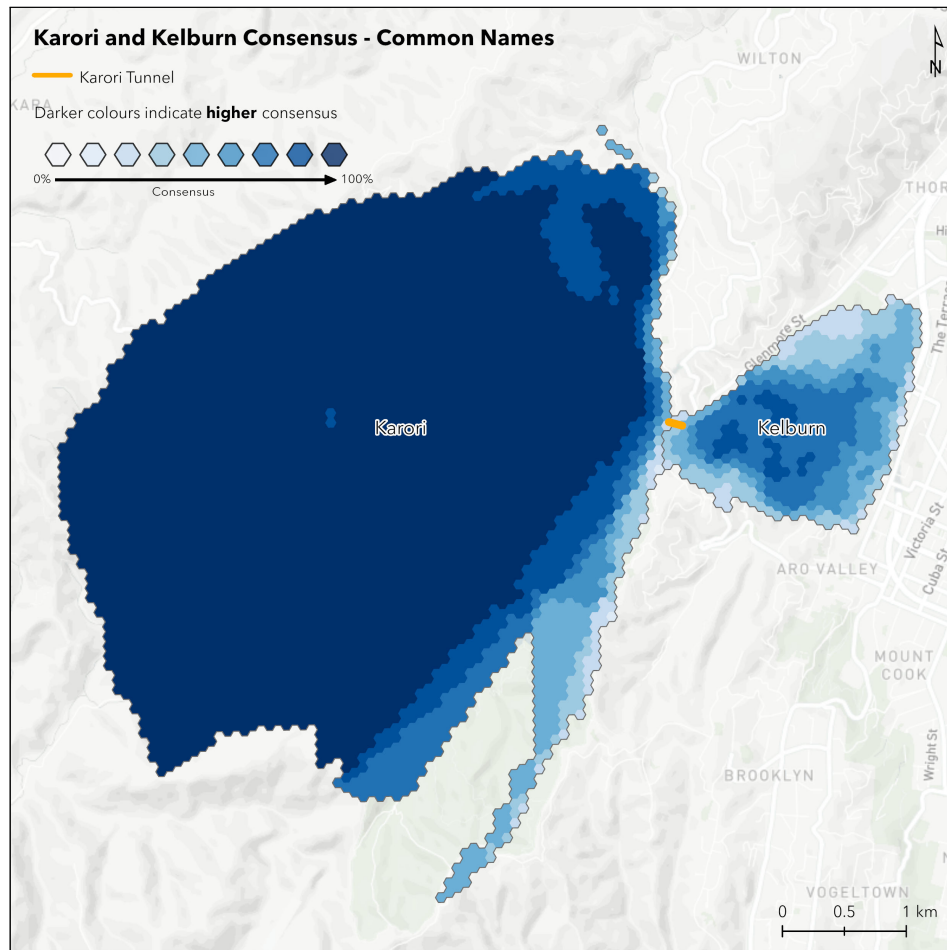 Karori and Kelburn Consensus - Common Names
N
Karori Tunnel
KARA
Darker colours indicate higher consensus
0%
100%
Consensus
WILTON
THOR
Hi
The Terrac
Glenmore St
Karori
Kelburn
Victoria St
Cuba St
ARO VALLEY
MOUNT
COOK
Wright St
BROOKLYN
VOGELTOWN
0 0.5 1 km